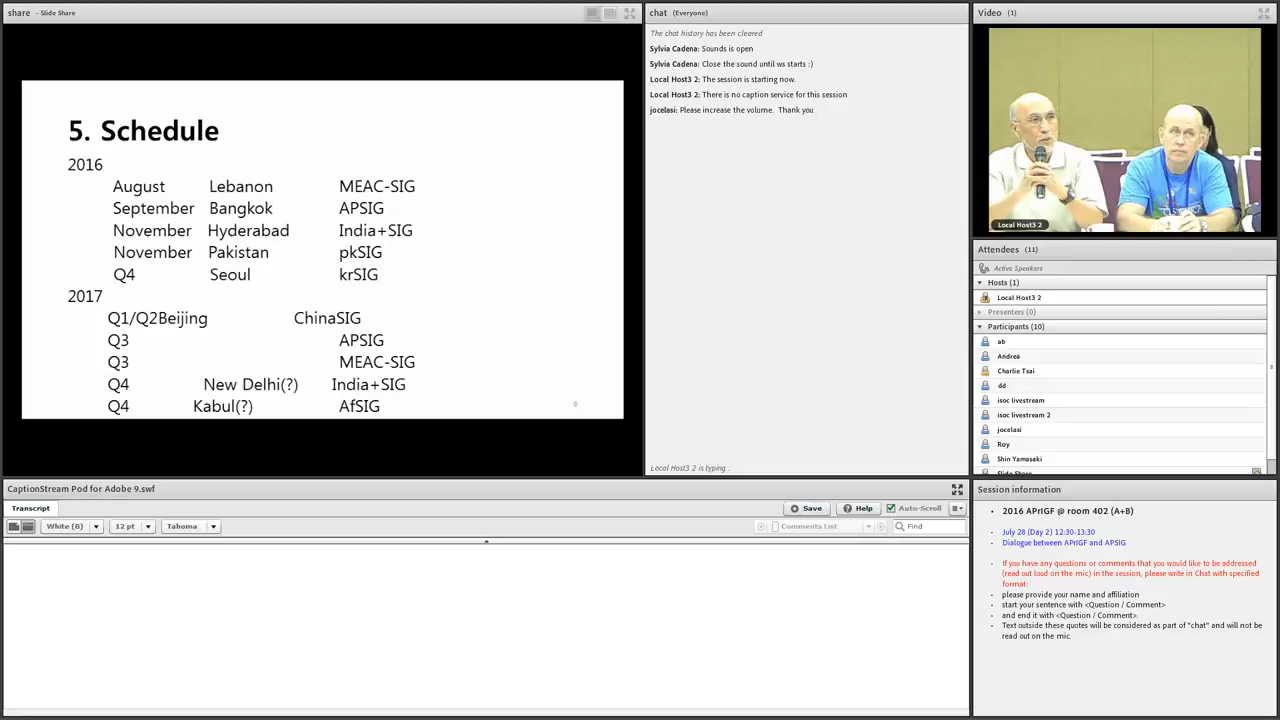 share - Slide Share
5. Schedule
2016
August Lebanon MEAC-SIG
September Bangkok APSIG
November Hyderabad India+SIG
November Pakistan pkSIG
Q4 Seoul krSIG
2017
Q1/Q2Beijing ChinaSIG
Q3 APSIG
Q3 MEAC-SIG
Q4 New Delhi(?) India+SIG
Q4 Kabul(?) AfSIG
6
chat (Everyone)
The chat history has been cleared
Sylvia Cadena: Sounds is open
Sylvia Cadena: Close the sound until ws starts :)
Local Host3 2: The session is starting now.
Local Host3 2: There is no caption service for this session
jocelasi: Please increase the volume. Thank you.
Local Host3 2 is typing..
Video (1)
Local Host3 2
Attendees (11)
Active Speakers
Hosts (1)
Local Host3 2
Presenters (0)
Participants (10)
ab
Andrea
Charlie Tsai
dd
isoc livestream
isoc livestream 2
jocelasi
Roy
Shin Yamasaki
Slide Share
CaptionStream Pod for Adobe 9.swf
Transcript
Save Help Auto-Scroll
White (B) 12 pt Tahoma Comments List Find
Session information
• 2016 APrIGF @ room 402 (A+B)
• July 28 (Day 2) 12:30-13:30
• Dialogue between APrIGF and APSIG
• If you have any questions or comments that you would like to be addressed
(read out loud on the mic) in the session, please write in Chat with specified
format:
• please provide your name and affiliation
• start your sentence with <Question / Comment>
• and end it with <Question / Comment>.
• Text outside these quotes will be considered as part of "chat" and will not be
read out on the mic.